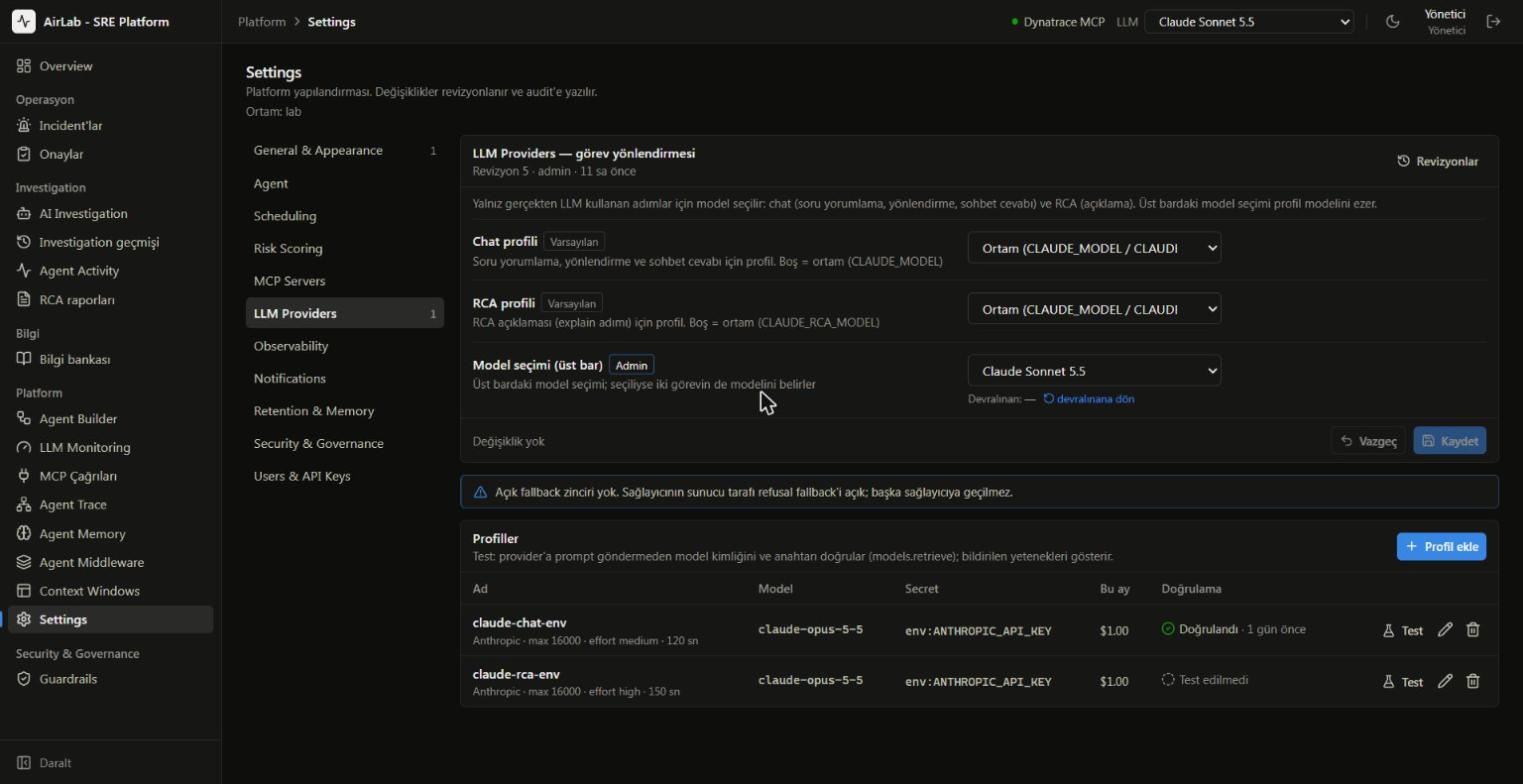 AirLab - SRE Platform
Platform > Settings
Dynatrace MCP
LLM
Claude Sonnet 5.5
Yönetici
Yönetici
Overview
Operasyon
Incident'lar
Onaylar
Investigation
AI Investigation
Investigation geçmişi
Agent Activity
RCA raporları
Bilgi
Bilgi bankası
Platform
Agent Builder
LLM Monitoring
MCP Çağrıları
Agent Trace
Agent Memory
Agent Middleware
Context Windows
Settings
Security & Governance
Guardrails
Daralt
Settings
Platform yapılandırması. Değişiklikler revizyonlanır ve audit'e yazılır.
Ortam: lab
General & Appearance 1
Agent
Scheduling
Risk Scoring
MCP Servers
LLM Providers 1
Observability
Notifications
Retention & Memory
Security & Governance
Users & API Keys
LLM Providers — görev yönlendirmesi
Revizyon 5 · admin · 11 sa önce
Revizyonlar
Yalnız gerçekten LLM kullanan adımlar için model seçilir: chat (soru yorumlama, yönlendirme, sohbet cevabı) ve RCA (açıklama). Üst bardaki model seçimi profil modelini ezer.
Chat profili Varsayılan
Soru yorumlama, yönlendirme ve sohbet cevabı için profil. Boş = ortam (CLAUDE_MODEL)
Ortam (CLAUDE_MODEL / CLAUDI
RCA profili Varsayılan
RCA açıklaması (explain adımı) için profil. Boş = ortam (CLAUDE_RCA_MODEL)
Ortam (CLAUDE_MODEL / CLAUDI
Model seçimi (üst bar) Admin
Üst bardaki model seçimi; seçiliyse iki görevin de modelini belirler
Claude Sonnet 5.5
Devralınan: — devralınana dön
Değişiklik yok
Vazgeç
Kaydet
Açık fallback zinciri yok. Sağlayıcının sunucu tarafı refusal fallback'i açık; başka sağlayıcıya geçilmez.
Profiller
Test: provider'a prompt göndermeden model kimliğini ve anahtarı doğrular (models.retrieve); bildirilen yetenekleri gösterir.
+ Profil ekle
Ad Model Secret Bu ay Doğrulama
claude-chat-env
Anthropic · max 16000 · effort medium · 120 sn
claude-opus-5-5 env:ANTHROPIC_API_KEY $1.00 Doğrulandı · 1 gün önce Test
claude-rca-env
Anthropic · max 16000 · effort high · 150 sn
claude-opus-5-5 env:ANTHROPIC_API_KEY $1.00 Test edilmedi Test